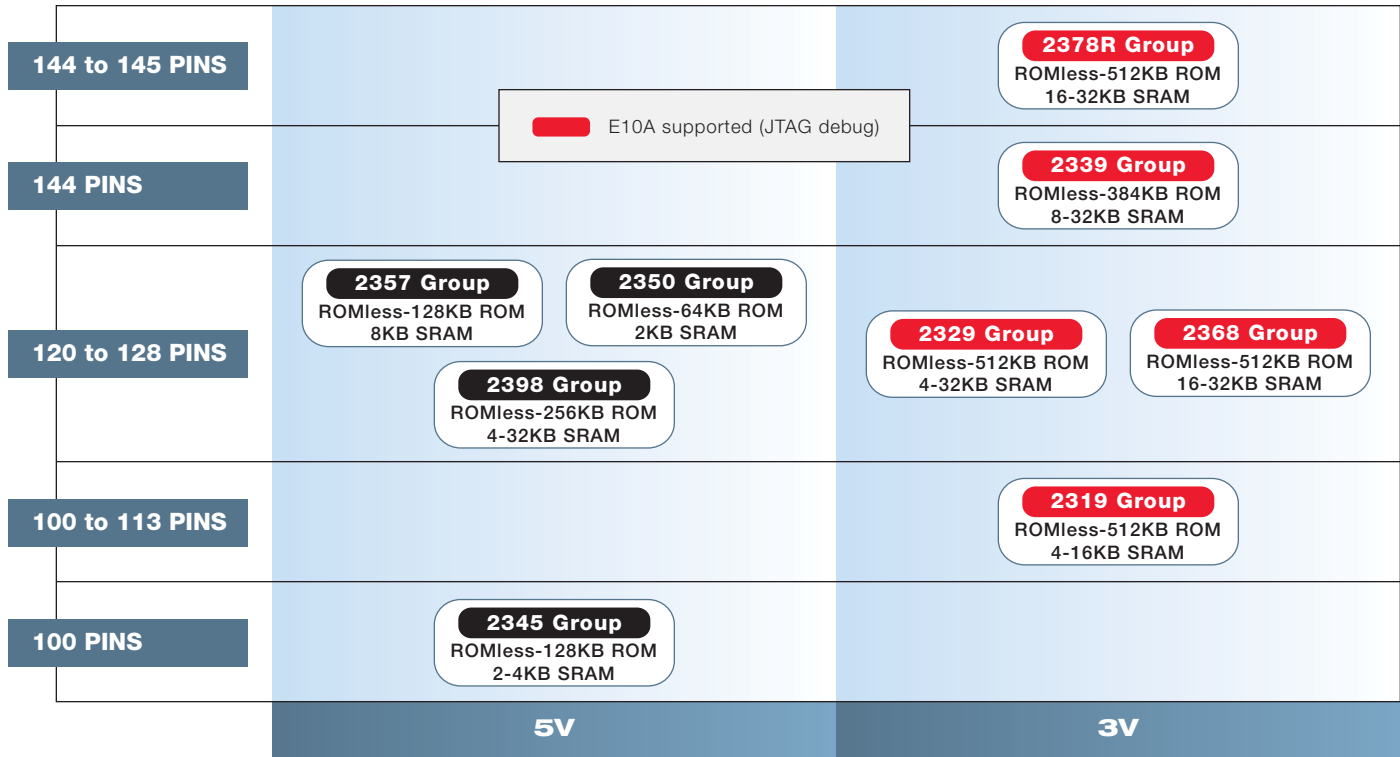 144 to 145 PINS
2378R Group
ROMless-512KB ROM
16-32KB SRAM
E10A supported (JTAG debug)
144 PINS
2339 Group
ROMless-384KB ROM
8-32KB SRAM
120 to 128 PINS
2357 Group
ROMless-128KB ROM
8KB SRAM
2350 Group
ROMless-64KB ROM
2KB SRAM
2398 Group
ROMless-256KB ROM
4-32KB SRAM
2329 Group
ROMless-512KB ROM
4-32KB SRAM
2368 Group
ROMless-512KB ROM
16-32KB SRAM
100 to 113 PINS
2319 Group
ROMless-512KB ROM
4-16KB SRAM
100 PINS
2345 Group
ROMless-128KB ROM
2-4KB SRAM
5V
3V